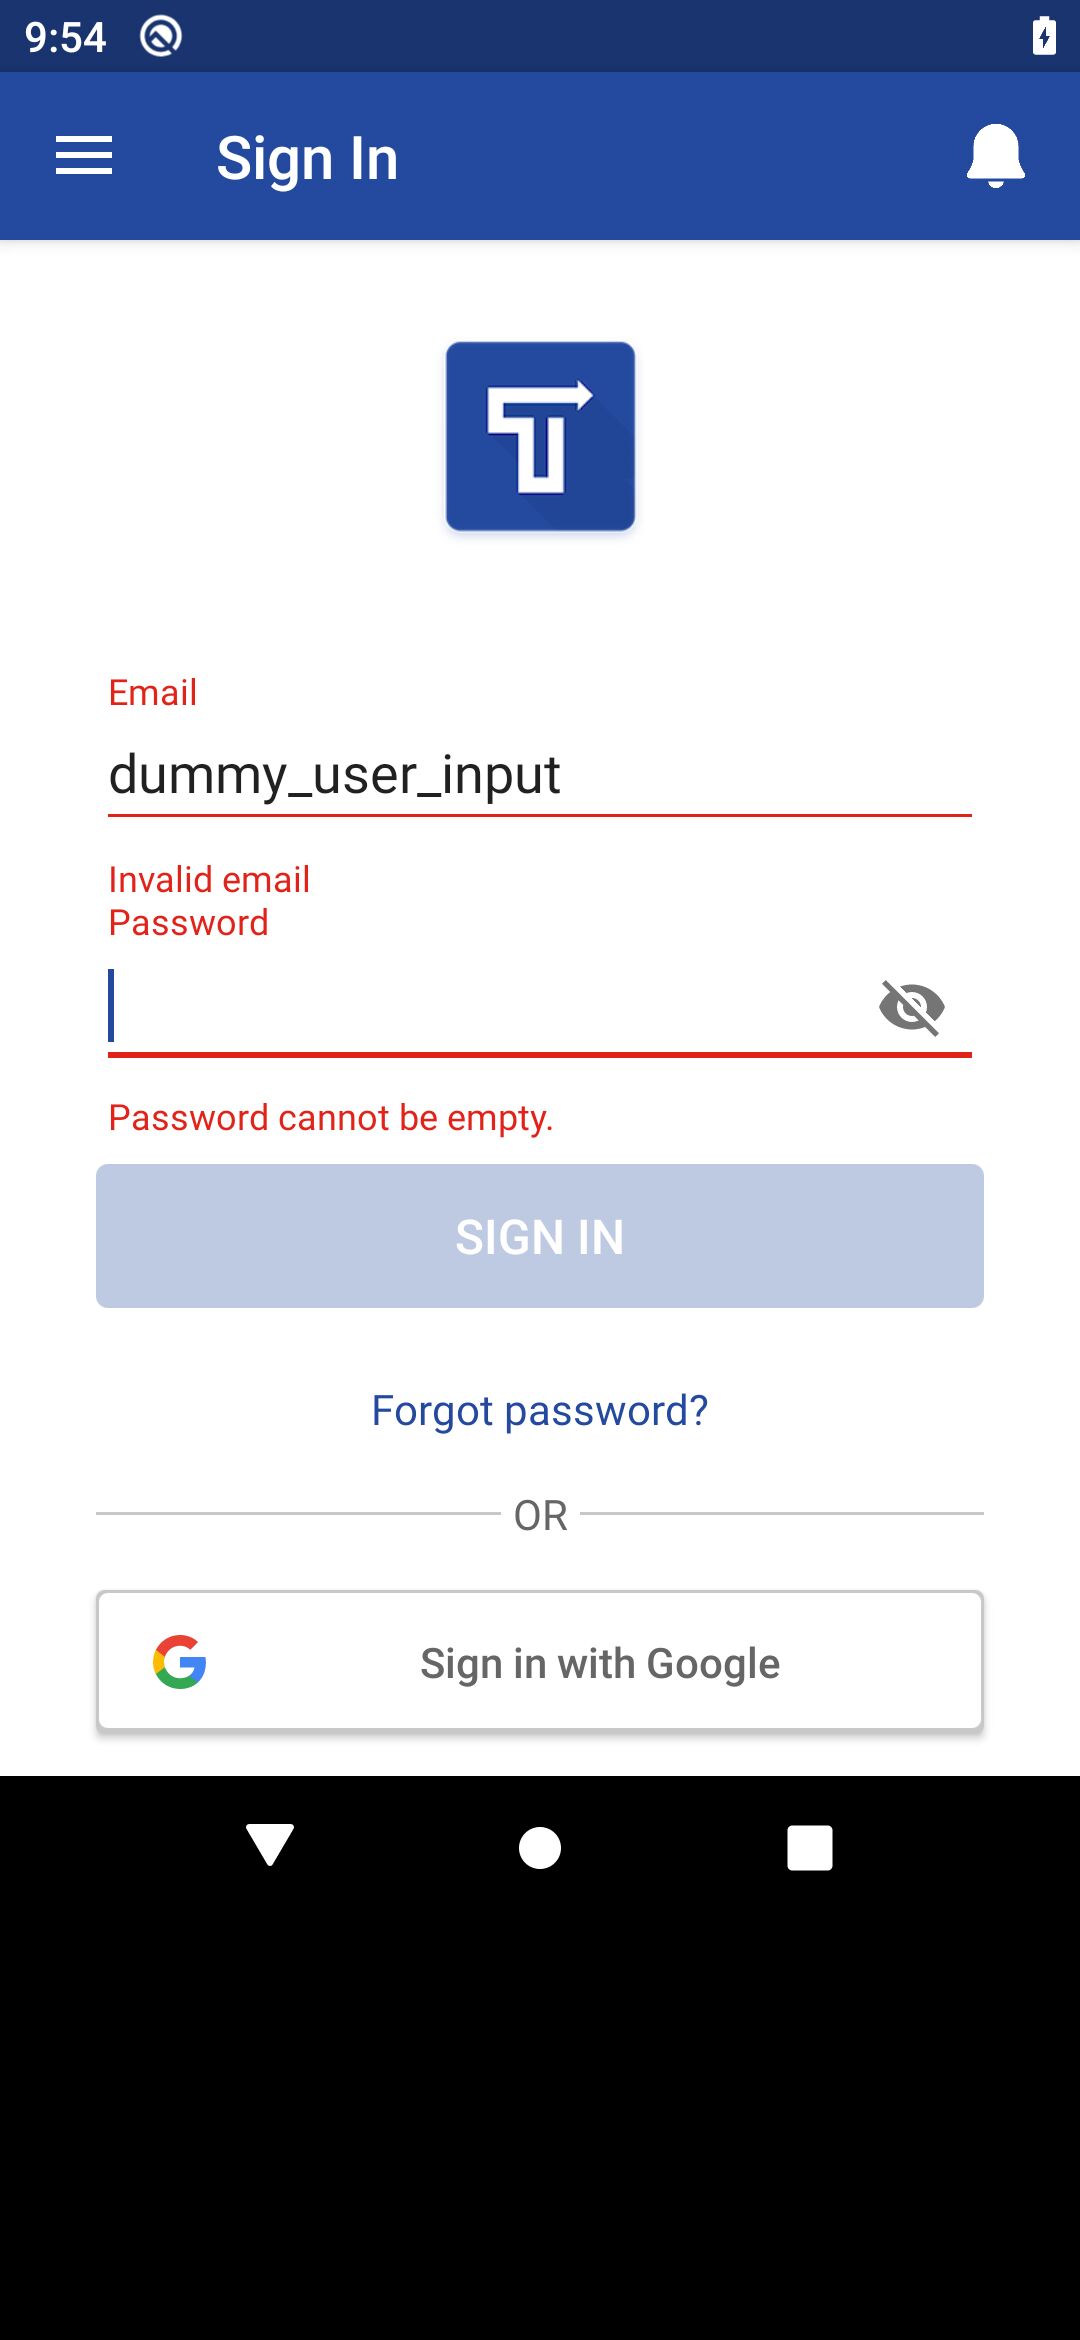 9:54
Sign In
Email
dummy_user_input
Invalid email
Password
Password cannot be empty.
SIGN IN
Forgot password?
OR
Sign in with Google